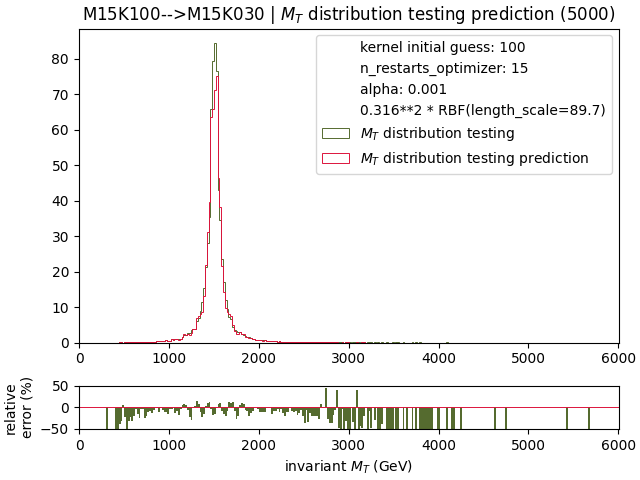 M15K100-->M15K030 | M_T distribution testing prediction (5000)
kernel initial guess: 100
n_restarts_optimizer: 15
alpha: 0.001
0.316**2 * RBF(length_scale=89.7)
M_T distribution testing
M_T distribution testing prediction
80
70
60
50
40
30
20
10
0
0 1000 2000 3000 4000 5000 6000
relative
error (%)
50
0
−50
0 1000 2000 3000 4000 5000 6000
invariant M_T (GeV)